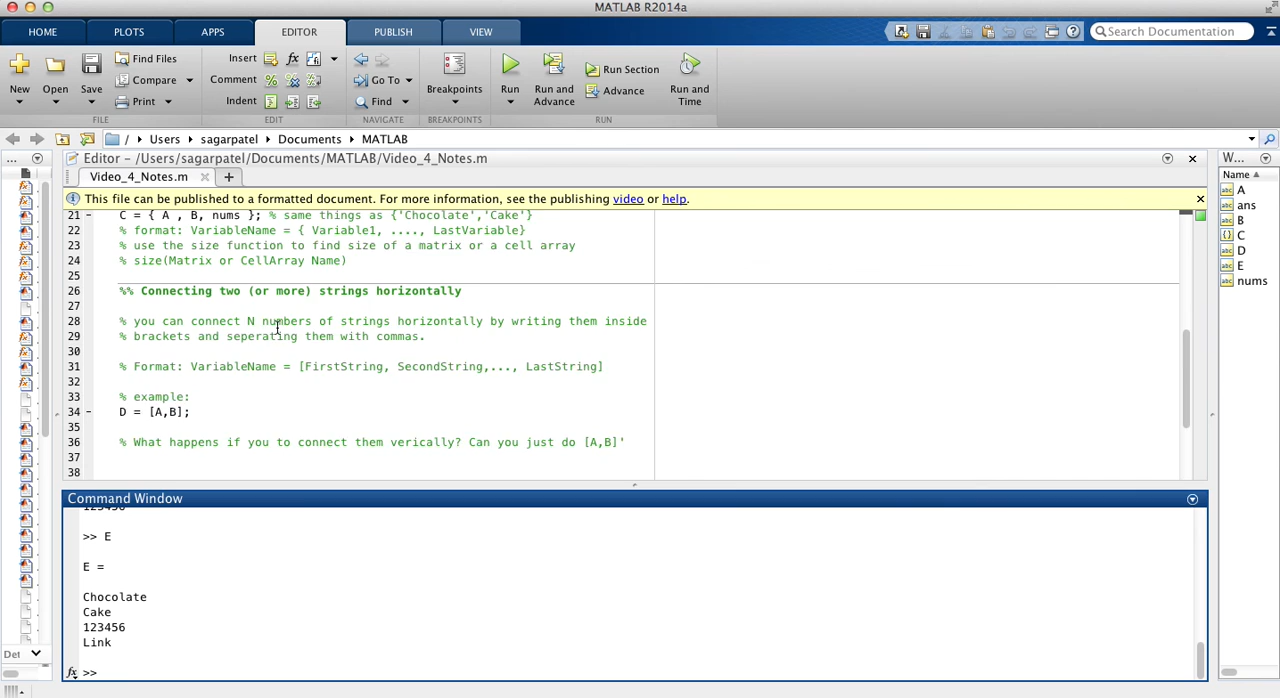 MATLAB R2014a
HOME PLOTS APPS EDITOR PUBLISH VIEW Search Documentation
New Open Save Find Files Compare Print Insert Comment Indent Go To Find Breakpoints Run Run and Advance Run Section Advance Run and Time
FILE EDIT NAVIGATE BREAKPOINTS RUN
/ Users sagarpatel Documents MATLAB
... Editor – /Users/sagarpatel/Documents/MATLAB/Video_4_Notes.m W...
Video_4_Notes.m Name
This file can be published to a formatted document. For more information, see the publishing video or help.
21 - C = { A , B, nums }; % same things as {'Chocolate','Cake'}
22 % format: VariableName = { Variable1, ...., LastVariable}
23 % use the size function to find size of a matrix or a cell array
24 % size(Matrix or CellArray Name)
25
26 %% Connecting two (or more) strings horizontally
27
28 % you can connect N numbers of strings horizontally by writing them inside
29 % brackets and seperating them with commas.
30
31 % Format: VariableName = [FirstString, SecondString,..., LastString]
32
33 % example:
34 - D = [A,B];
35
36 % What happens if you to connect them verically? Can you just do [A,B]'
37
38
A
ans
B
C
D
E
nums
Command Window
123456
>> E
E =
Chocolate
Cake
123456
Link
fx >>
Det